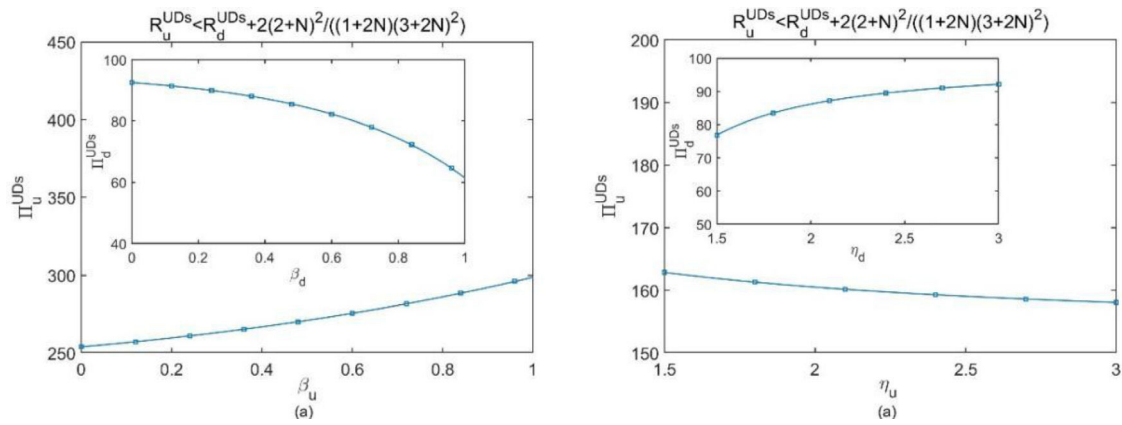 R_u^UDs<R_d^UDs+2(2+N)^2/((1+2N)(3+2N)^2)
450
400
350
300
250
Π_u^UDs
0 0.2 0.4 0.6 0.8 1
β_u
100
80
60
40
Π_d^UDs
0 0.2 0.4 0.6 0.8 1
β_d
(a)
R_u^UDs<R_d^UDs+2(2+N)^2/((1+2N)(3+2N)^2)
200
190
180
170
160
150
Π_u^UDs
1.5 2 2.5 3
η_u
100
90
80
70
60
50
Π_d^UDs
1.5 2 2.5 3
η_d
(a)